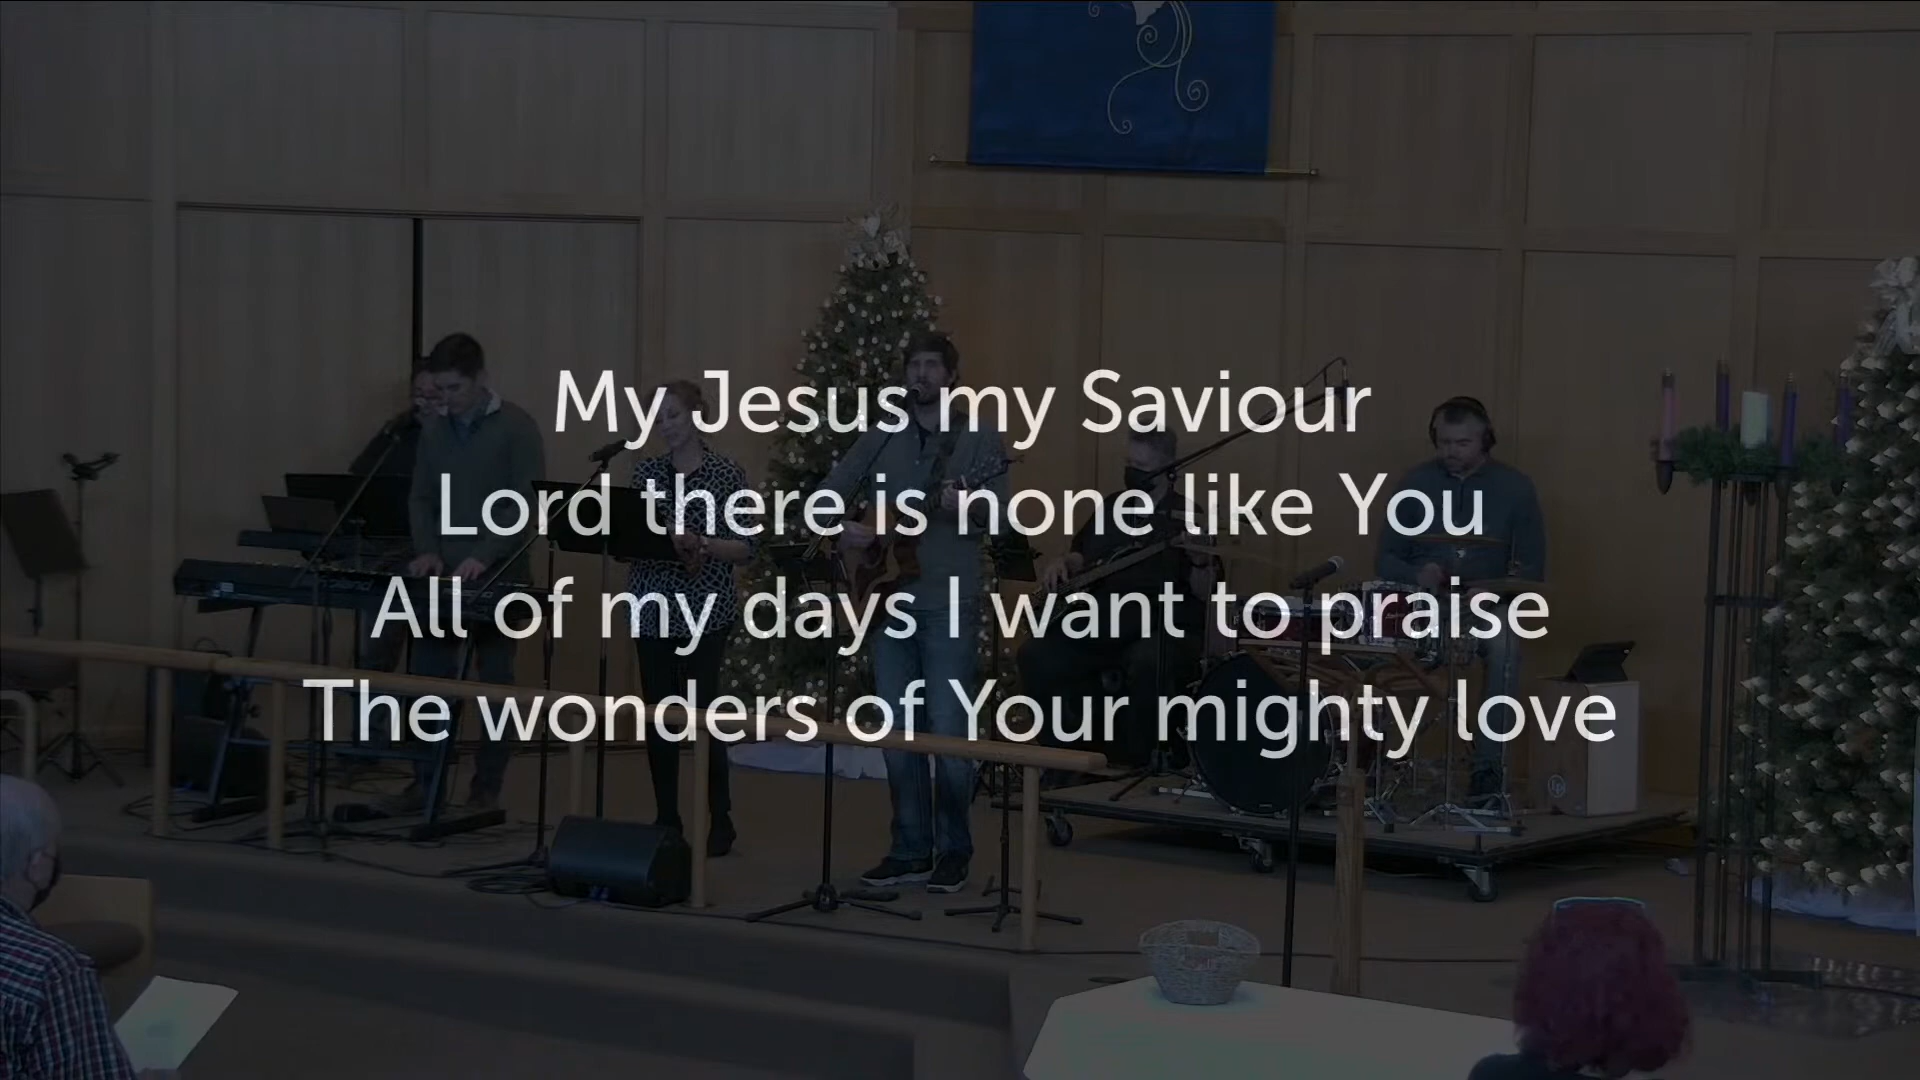 My Jesus my Saviour
Lord there is none like You
All of my days I want to praise
The wonders of Your mighty love